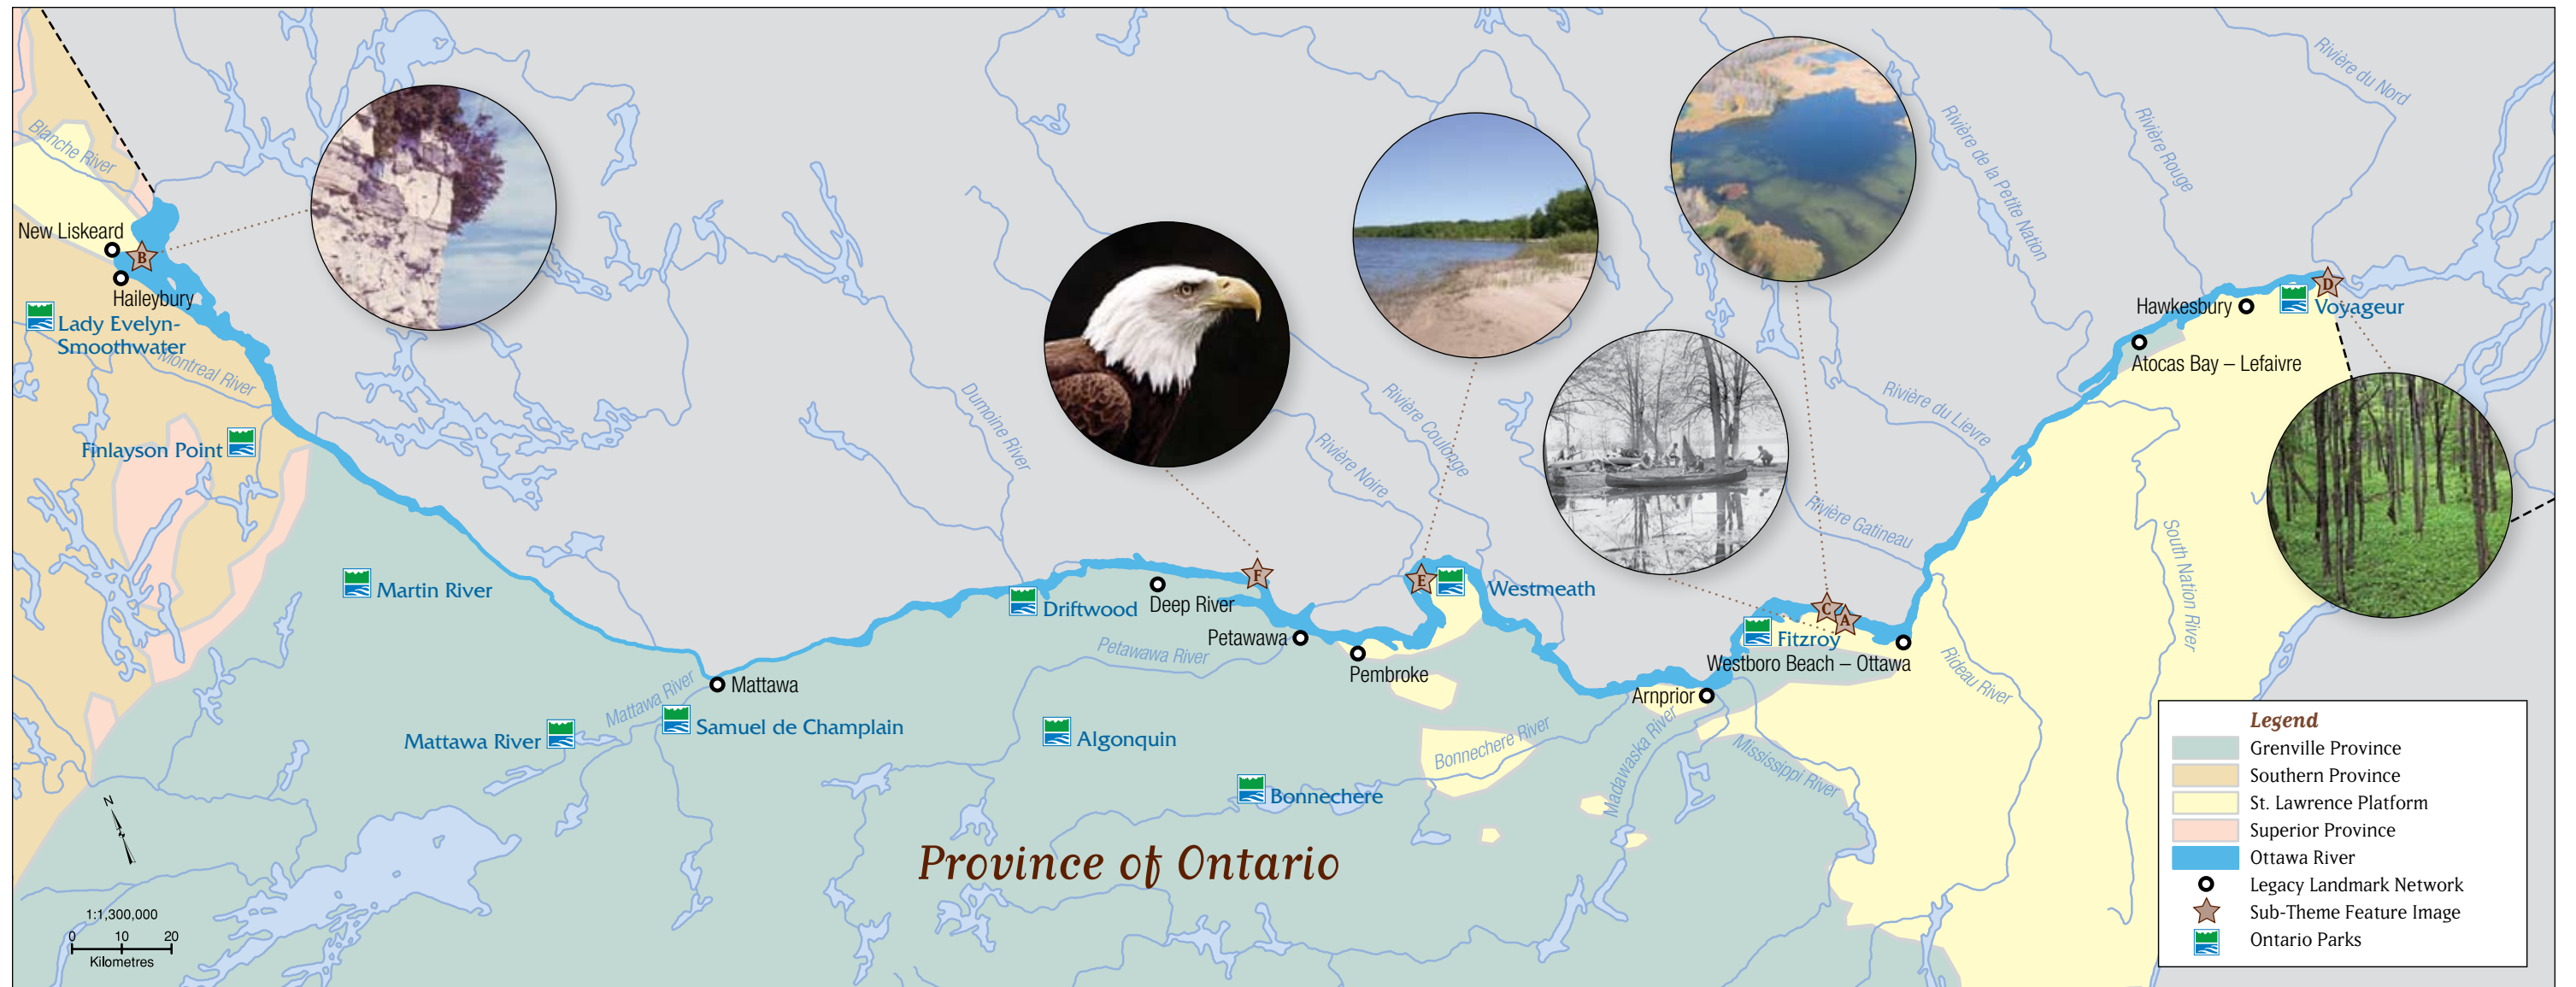 Rivière du Nord
Rivière Rouge
Rivière de la Petite Nation
Blanche River
New Liskeard
B
Haileybury
Lady Evelyn-
Smoothwater
Montreal River
Finlayson Point
Martin River
Mattawa River
Mattawa River
Mattawa
Samuel de Champlain
Dumoine River
Driftwood
Deep River
F
Petawawa
Petawawa River
Pembroke
Algonquin
Bonnechere
Bonnechere River
Rivière Noire
Rivière Coulonge
E
Westmeath
Arnprior
Madawaska River
Mississippi River
Fitzroy
C
A
Westboro Beach – Ottawa
Rivière Gatineau
Rivière du Lievre
Rideau River
South Nation River
Hawkesbury
Atocas Bay – Lefaivre
D
Voyageur
Province of Ontario
N
1:1,300,000
0 10 20
Kilometres
Legend
Grenville Province
Southern Province
St. Lawrence Platform
Superior Province
Ottawa River
Legacy Landmark Network
Sub-Theme Feature Image
Ontario Parks